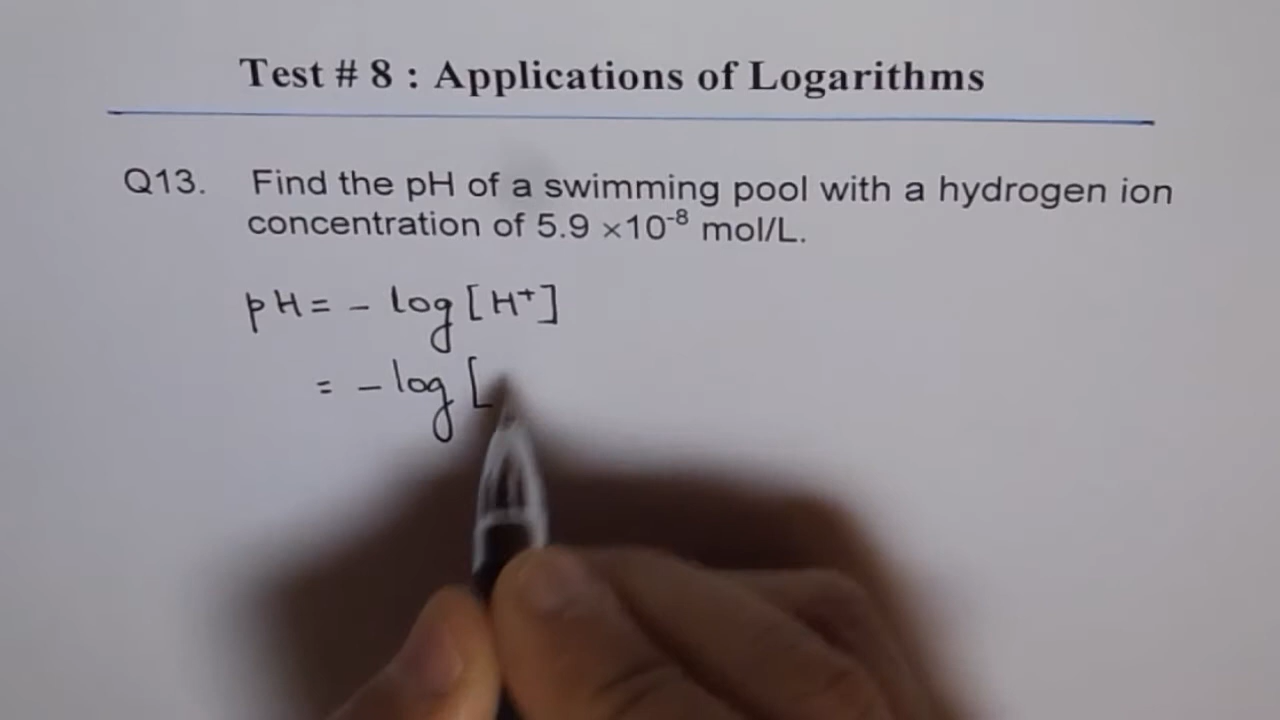 Test # 8 : Applications of Logarithms
Q13. Find the pH of a swimming pool with a hydrogen ion
concentration of 5.9 ×10⁻⁸ mol/L.
pH = - log [H⁺]
= - log [